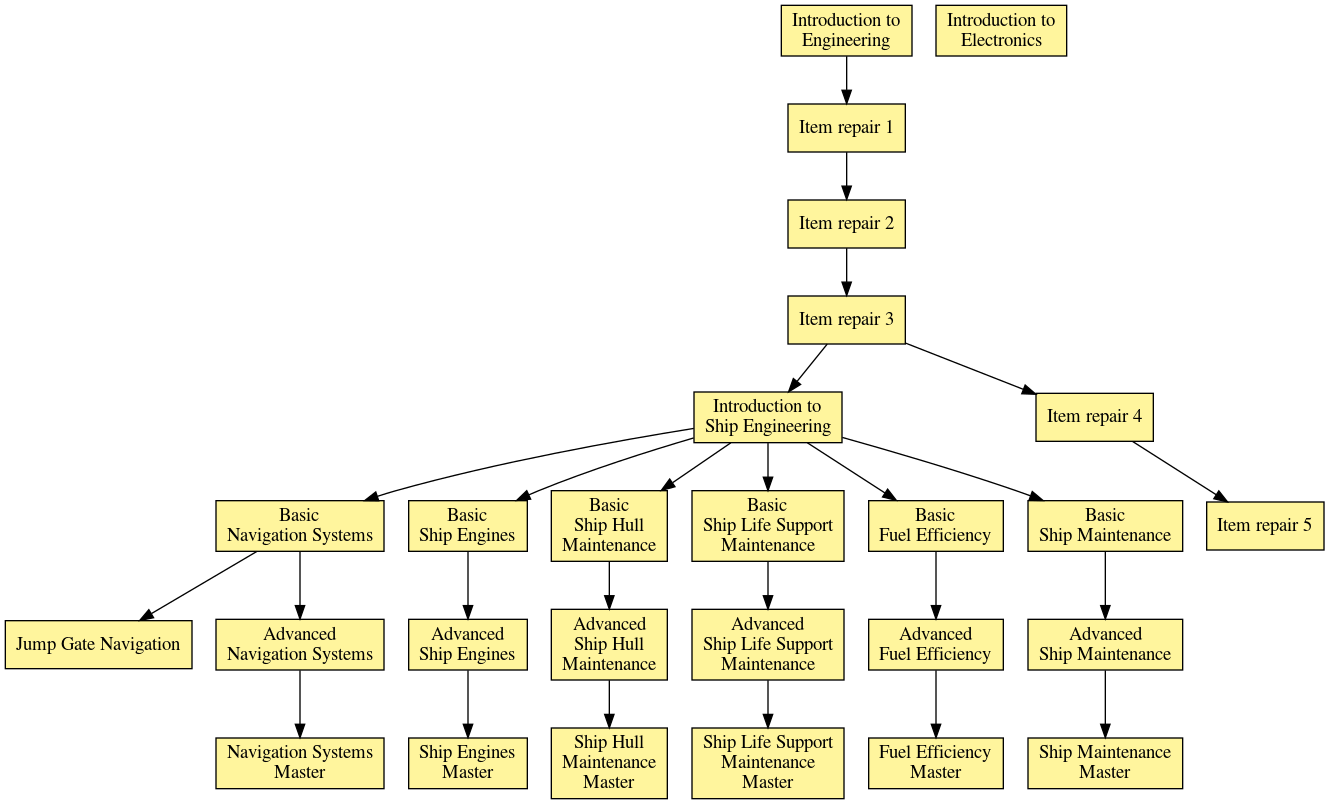 Introduction to
Engineering
Introduction to
Electronics
Item repair 1
Item repair 2
Item repair 3
Introduction to
Ship Engineering
Item repair 4
Basic
Navigation Systems
Basic
Ship Engines
Basic
Ship Hull
Maintenance
Basic
Ship Life Support
Maintenance
Basic
Fuel Efficiency
Basic
Ship Maintenance
Item repair 5
Jump Gate Navigation
Advanced
Navigation Systems
Advanced
Ship Engines
Advanced
Ship Hull
Maintenance
Advanced
Ship Life Support
Maintenance
Advanced
Fuel Efficiency
Advanced
Ship Maintenance
Navigation Systems
Master
Ship Engines
Master
Ship Hull
Maintenance
Master
Ship Life Support
Maintenance
Master
Fuel Efficiency
Master
Ship Maintenance
Master